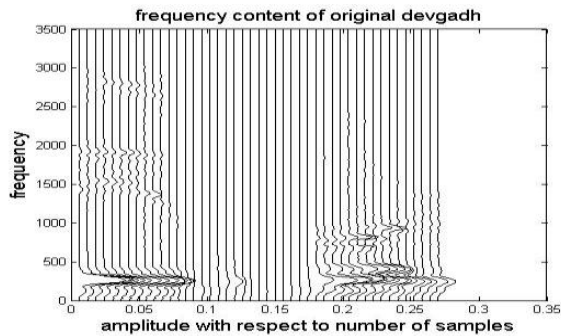 frequency content of original devgadh
3500
3000
2500
2000
1500
1000
500
0
frequency
0 0.05 0.1 0.15 0.2 0.25 0.3 0.35
amplitude with respect to number of samples